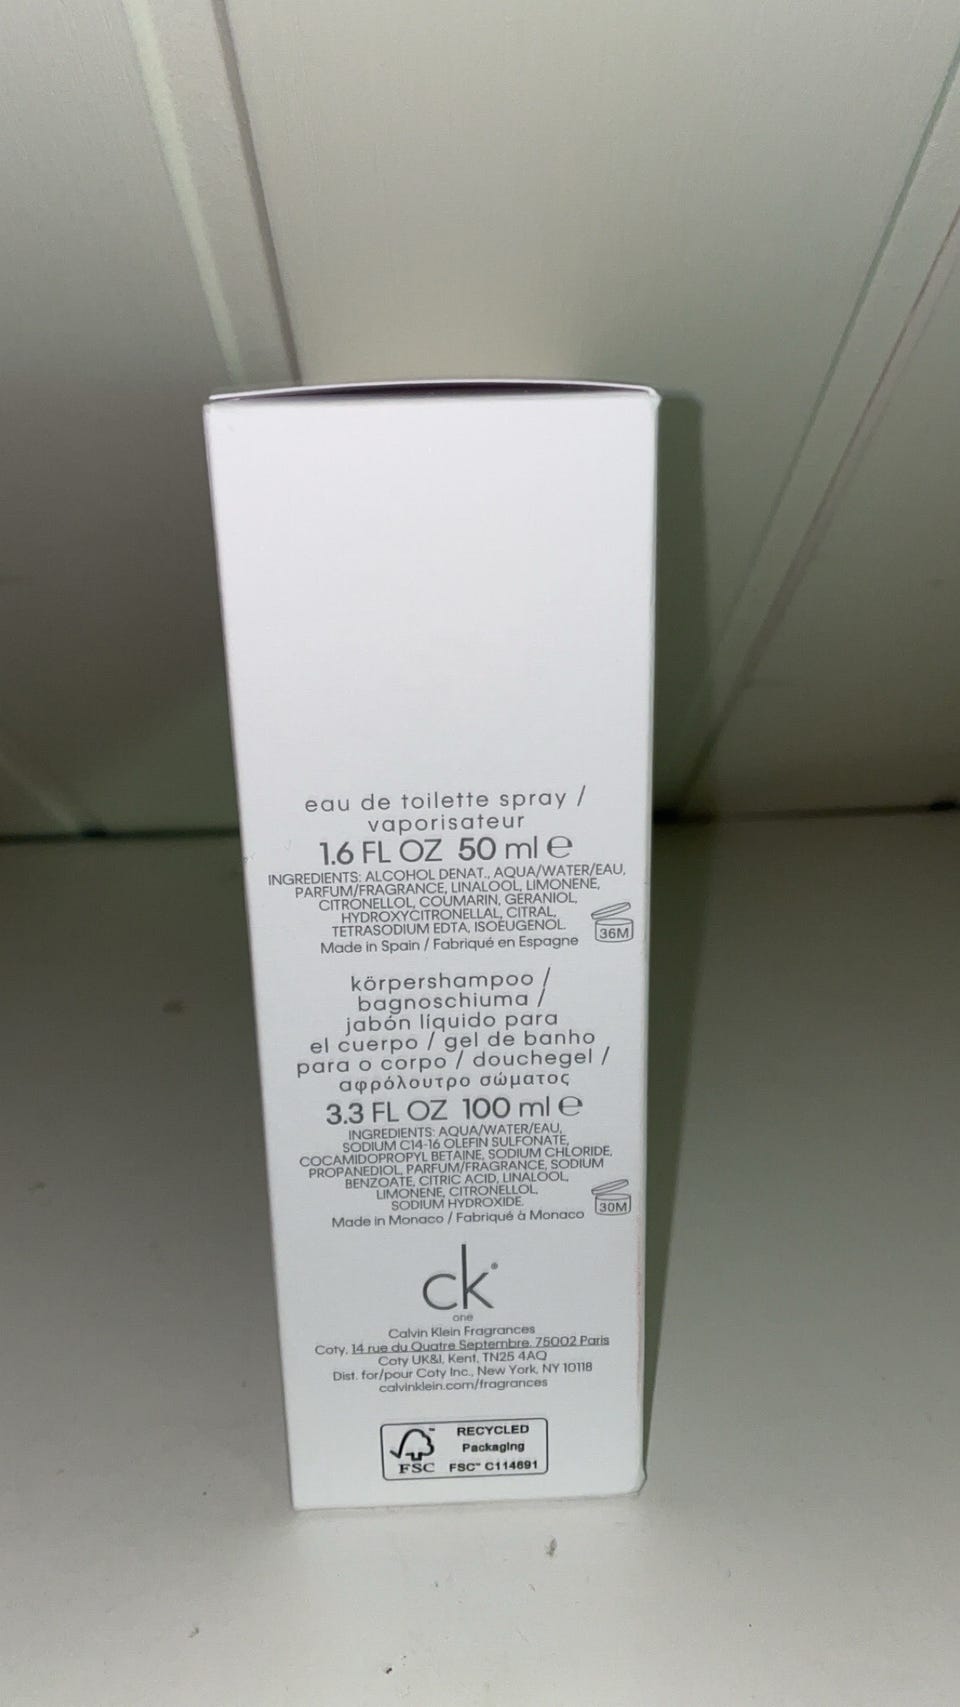 eau de toilette spray /
vaporisateur
1.6 FL OZ 50 ml ℮
INGREDIENTS: ALCOHOL DENAT., AQUA/WATER/EAU,
PARFUM/FRAGRANCE, LINALOOL, LIMONENE,
CITRONELLOL, COUMARIN, GERANIOL,
HYDROXYCITRONELLAL, CITRAL,
TETRASODIUM EDTA, ISOEUGENOL.
36M
Made in Spain / Fabriqué en Espagne
körpershampoo /
bagnoschiuma /
jabón líquido para
el cuerpo / gel de banho
para o corpo / douchegel /
αφρόλουτρο σώματος
3.3 FL OZ 100 ml ℮
INGREDIENTS: AQUA/WATER/EAU,
SODIUM C14-16 OLEFIN SULFONATE,
COCAMIDOPROPYL BETAINE, SODIUM CHLORIDE,
PROPANEDIOL, PARFUM/FRAGRANCE, SODIUM
BENZOATE, CITRIC ACID, LINALOOL,
LIMONENE, CITRONELLOL,
SODIUM HYDROXIDE.
30M
Made in Monaco / Fabriqué à Monaco
ck®
one
Calvin Klein Fragrances
Coty, 14 rue du Quatre Septembre, 75002 Paris
Coty UK&I, Kent, TN25 4AQ
Dist. for/pour Coty Inc., New York, NY 10118
calvinklein.com/fragrances
RECYCLED
Packaging
FSC™ C114691
FSC